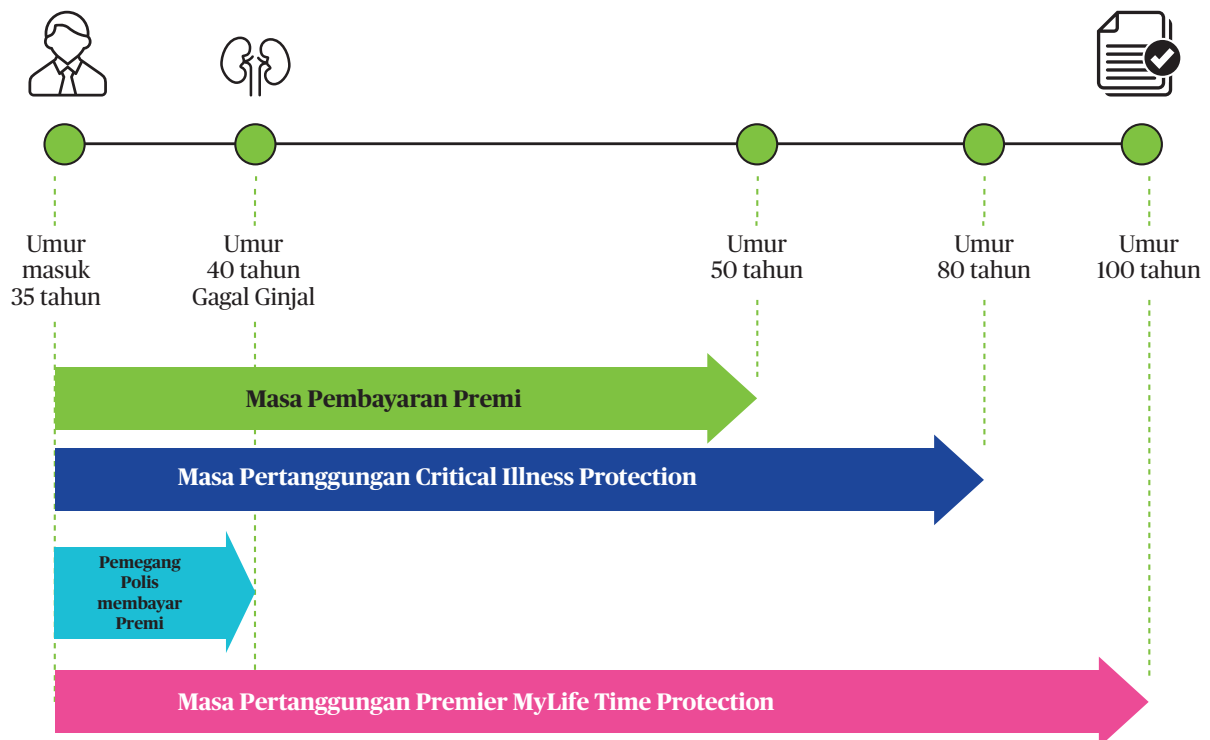 Umur
masuk
35 tahun
Umur
40 tahun
Gagal Ginjal
Umur
50 tahun
Umur
80 tahun
Umur
100 tahun
Masa Pembayaran Premi
Masa Pertanggungan Critical Illness Protection
Pemegang
Polis
membayar
Premi
Masa Pertanggungan Premier MyLife Time Protection